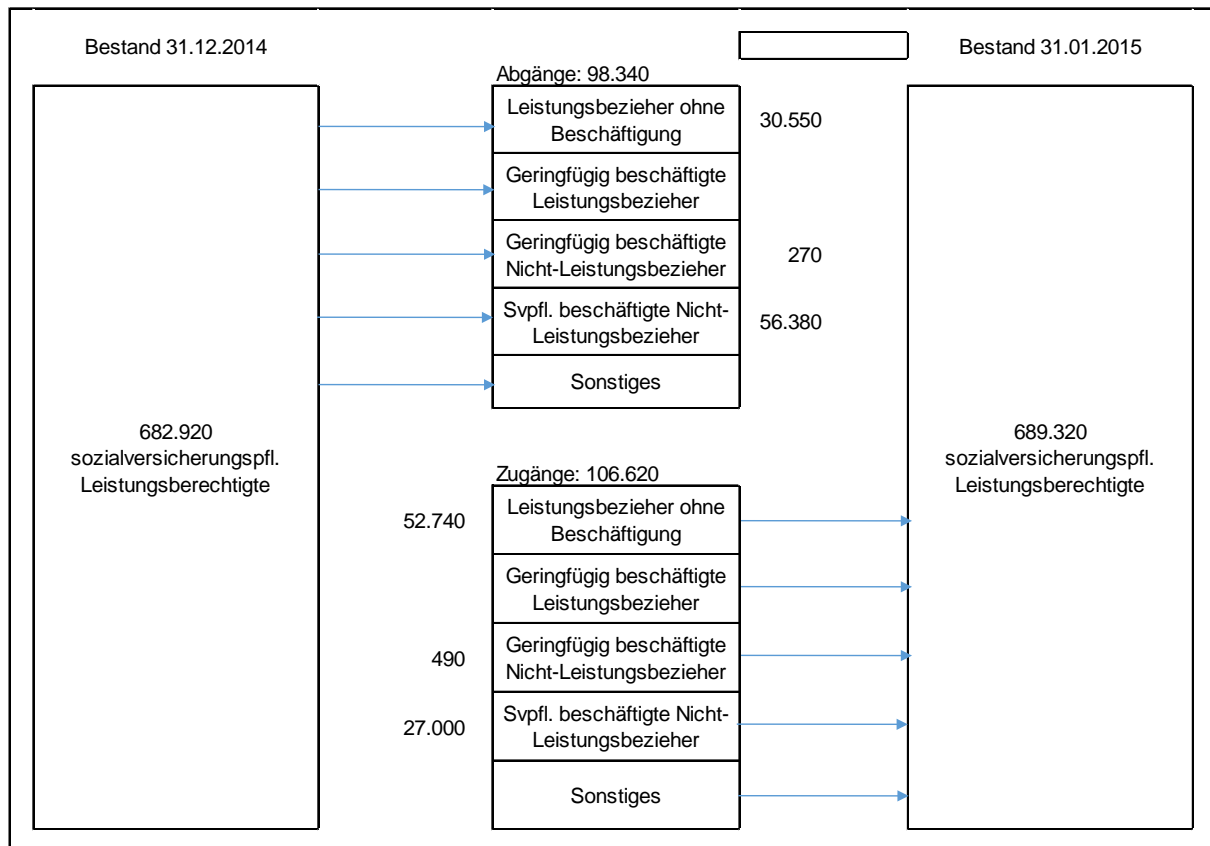 Bestand 31.12.2014
Bestand 31.01.2015
Abgänge: 98.340
Leistungsbezieher ohne
Beschäftigung
30.550
Geringfügig beschäftigte
Leistungsbezieher
Geringfügig beschäftigte
Nicht-Leistungsbezieher
270
Svpfl. beschäftigte Nicht-
Leistungsbezieher
56.380
Sonstiges
682.920
sozialversicherungspfl.
Leistungsberechtigte
689.320
sozialversicherungspfl.
Leistungsberechtigte
Zugänge: 106.620
52.740
Leistungsbezieher ohne
Beschäftigung
Geringfügig beschäftigte
Leistungsbezieher
490
Geringfügig beschäftigte
Nicht-Leistungsbezieher
27.000
Svpfl. beschäftigte Nicht-
Leistungsbezieher
Sonstiges